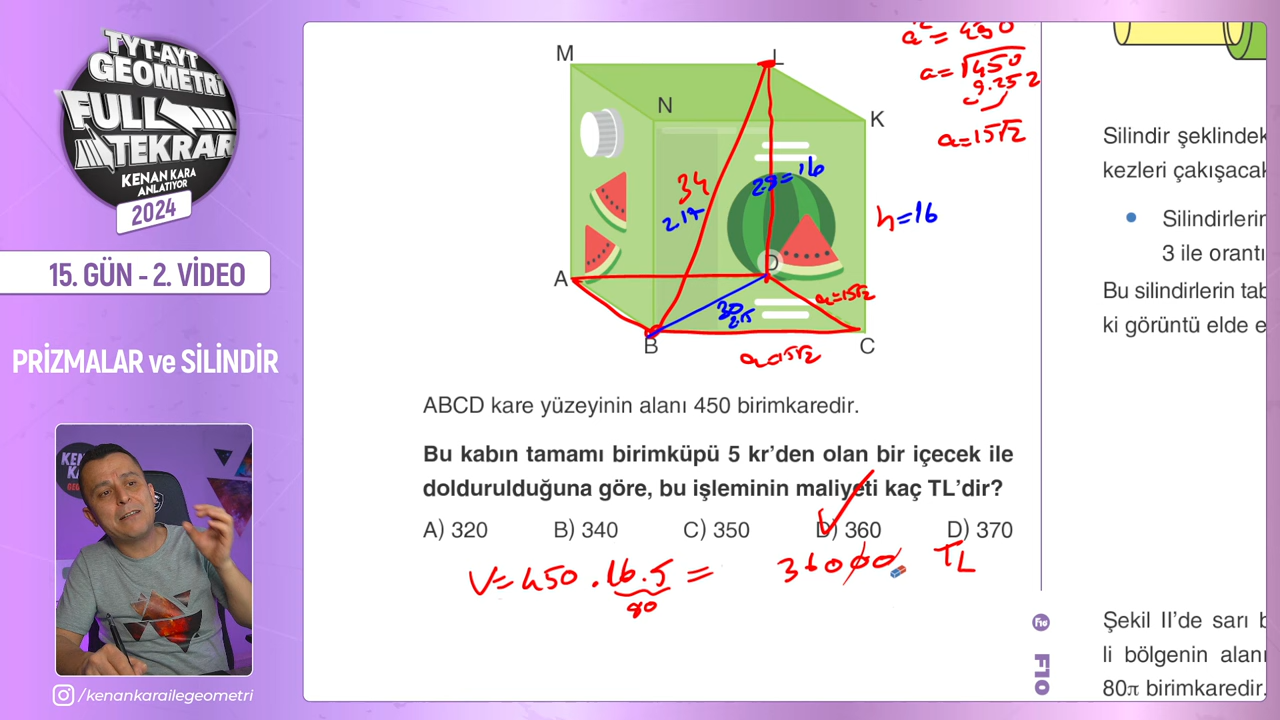 TYT-AYT
GEOMETRİ
FULL
TEKRAR
KENAN KARA
ANLATIYOR
2024
15. GÜN - 2. VİDEO
PRİZMALAR ve SİLİNDİR
/kenankarailegeometri
M
L
N
K
A
D
B
C
34
2.17
2.8=16
h=16
30
2.15
a=15√2
a=15√2
a² = 450
a=√450
9.25.2
a=15√2
ABCD kare yüzeyinin alanı 450 birimkaredir.
Bu kabın tamamı birimküpü 5 kr’den olan bir içecek ile
doldurulduğuna göre, bu işleminin maliyeti kaç TL’dir?
A) 320 B) 340 C) 350 D) 360 D) 370
V=450.16.5 = 36000 TL
80
F10
F10
Silindir şeklindek
kezleri çakışacak
• Silindirlerin
3 ile orantı
Bu silindirlerin tab
ki görüntü elde e
Şekil II’de sarı b
li bölgenin alanı
80π birimkaredir.